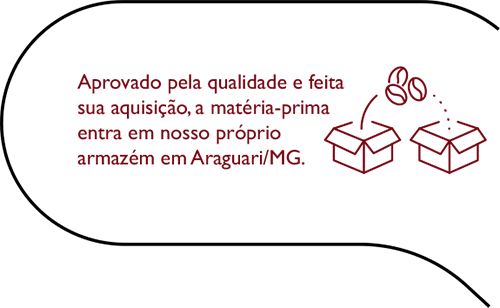 Aprovado pela qualidade e feita
sua aquisição, a matéria-prima
entra em nosso próprio
armazém em Araguari/MG.